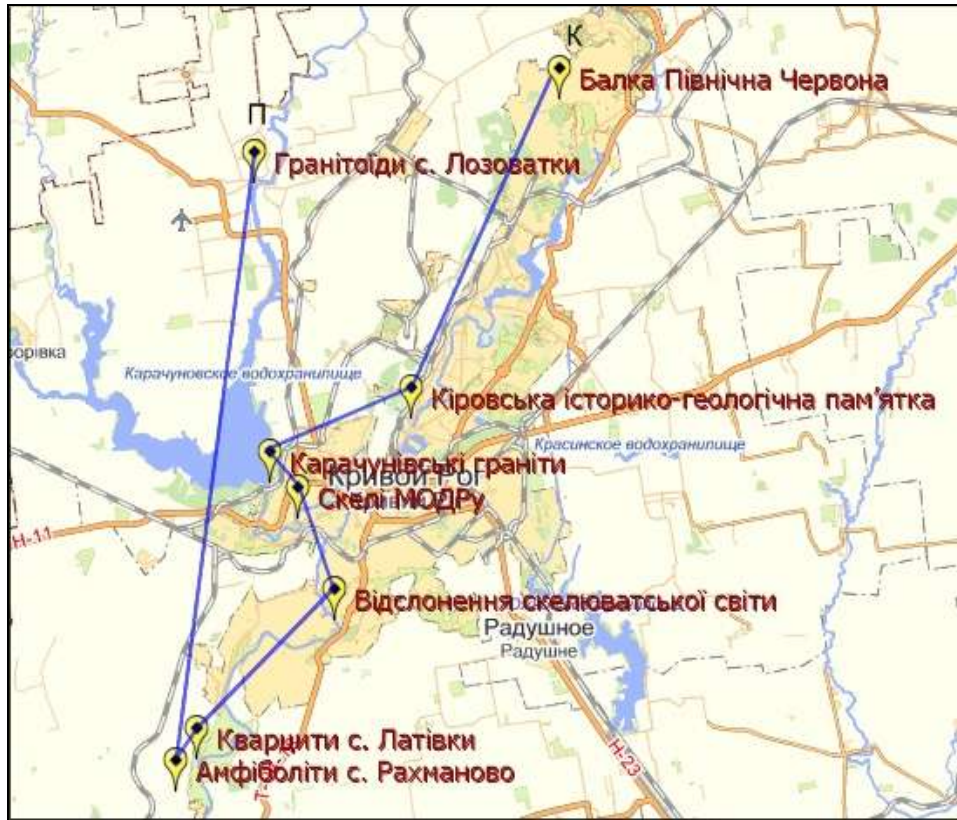 К
Балка Північна Червона
П
Гранітоїди с. Лозоватки
орівка
Карачуновское водохранилище
Кіровська історико-геологічна пам'ятка
Красинское водохранилище
Карачунівські граніти
Кривой Рог
Скелі МОДРу
Н-11
Відслонення скелюватської світи
Радушное
Радушне
Кварцити с. Латівки
Н-23
Амфіболіти с. Рахманово